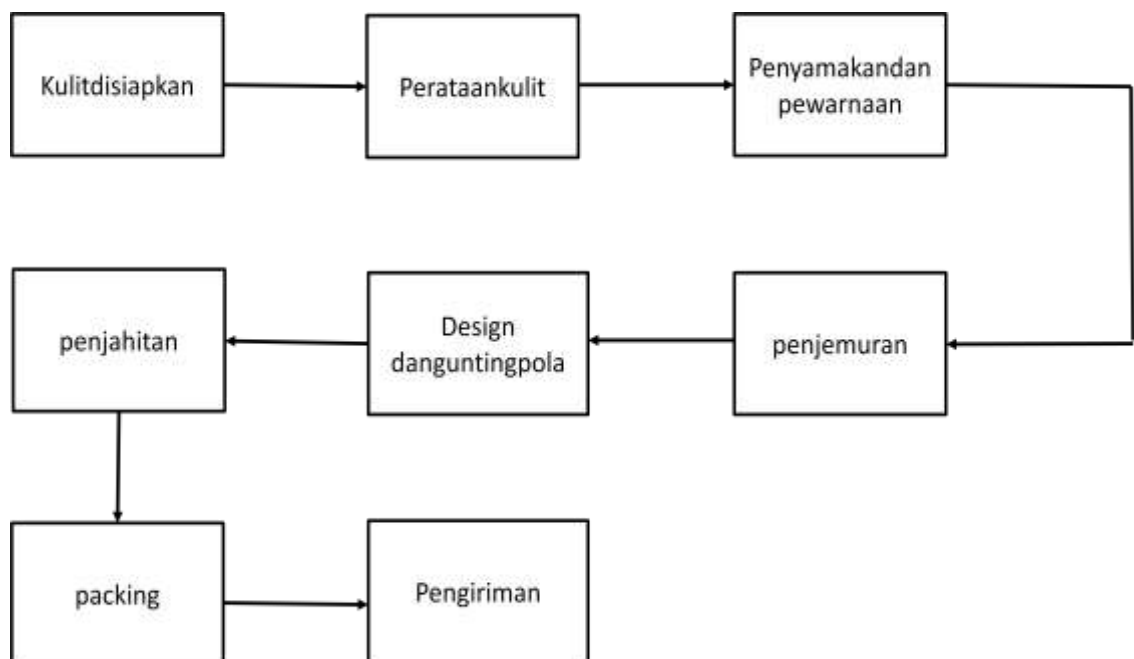 Kulitdisiapkan
Perataankulit
Penyamakandan
pewarnaan
penjemuran
Design
danguntingpola
penjahitan
packing
Pengiriman